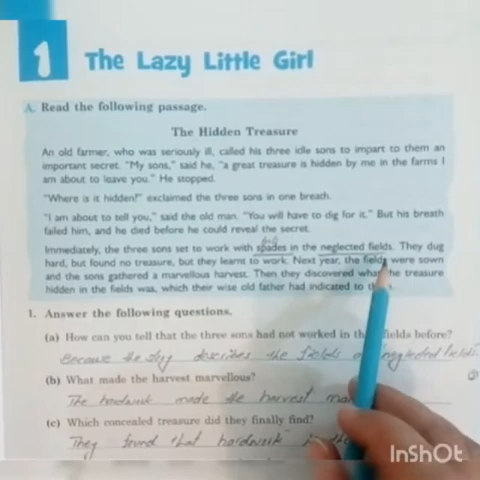 1 The Lazy Little Girl
A. Read the following passage.
The Hidden Treasure
An old farmer, who was seriously ill, called his three idle sons to impart to them an
important secret. "My sons," said he, "a great treasure is hidden by me in the farms I
am about to leave you." He stopped.
"Where is it hidden?" exclaimed the three sons in one breath.
"I am about to tell you," said the old man. "You will have to dig for it." But his breath
failed him, and he died before he could reveal the secret.
Immediately, the three sons set to work with spades in the neglected fields. They dug
hard, but found no treasure, but they learnt to work. Next year, the fields were sown
and the sons gathered a marvellous harvest. Then they discovered what the treasure
hidden in the fields was, which their wise old father had indicated to
1. Answer the following questions.
(a) How can you tell that the three sons had not worked in the fields before?
Because the describes the fields neglected fields.
(b) What made the harvest marvellous?
The hardwork made the harvest
(c) Which concealed treasure did they finally find?
They found that hardwork
InShOt